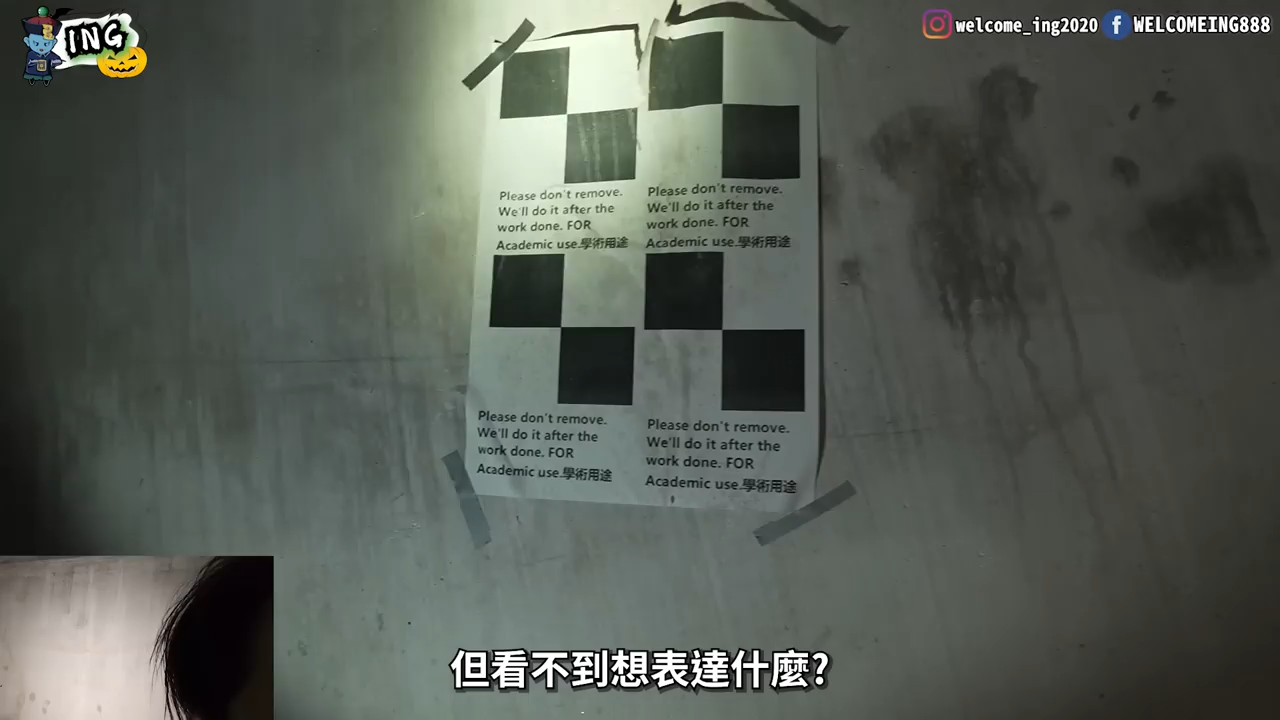 ING
welcome_ing2020
WELCOMEING888
Please don't remove.
We'll do it after the
work done. FOR
Academic use.學術用途
Please don't remove.
We'll do it after the
work done. FOR
Academic use.學術用途
Please don't remove.
We'll do it after the
work done. FOR
Academic use.學術用途
Please don't remove.
We'll do it after the
work done. FOR
Academic use.學術用途
但看不到想表達什麼?